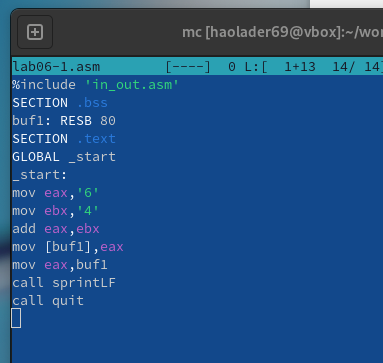 mc [haolader69@vbox]:~/wor
lab06-1.asm [----] 0 L:[ 1+13 14/ 14]
%include 'in_out.asm'
SECTION .bss
buf1: RESB 80
SECTION .text
GLOBAL _start
_start:
mov eax,'6'
mov ebx,'4'
add eax,ebx
mov [buf1],eax
mov eax,buf1
call sprintLF
call quit